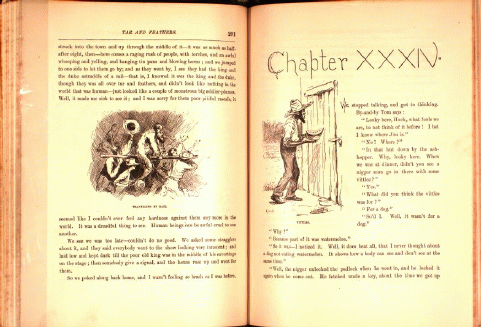 TAR AND FEATHERS. 291
struck into the town and up through the middle of it—it was as much as half-
after eight, then—here comes a raging rush of people, with torches, and an awful
whooping and yelling, and banging tin pans and blowing horns; and we jumped
to one side to let them go by; and as they went by, I see they had the king and
the duke astraddle of a rail—that is, I knowed it was the king and the duke,
though they was all over tar and feathers, and didn't look like nothing in the
world that was human—just looked like a couple of monstrous big soldier-plumes.
Well, it made me sick to see it; and I was sorry for them poor pitiful rascals, it
TRAVELING BY RAIL.
seemed like I couldn't ever feel any hardness against them any more in the
world. It was a dreadful thing to see. Human beings can be awful cruel to one
another.
We see we was too late—couldn't do no good. We asked some stragglers
about it, and they said everybody went to the show looking very innocent; and
laid low and kept dark till the poor old king was in the middle of his cavortings
on the stage; then somebody give a signal, and the house rose up and went for
them.
So we poked along back home, and I warn't feeling so brash as I was before,
Chapter XXXIV.
We stopped talking, and got to thinking.
By-and-by Tom says:
"Looky here, Huck, what fools we
are, to not think of it before! I bet
I know where Jim is."
"No! Where?"
"In that hut down by the ash-
hopper. Why, looky here. When
we was at dinner, didn't you see a
nigger man go in there with some
vittles?"
"Yes."
"What did you think the vittles
was for?"
"For a dog."
"So'd I. Well, it wasn't for a
dog."
VITTLES.
"Why?"
"Because part of it was watermelon."
"So it was—I noticed it. Well, it does beat all, that I never thought about
a dog not eating watermelon. It shows how a body can see and don't see at the
same time."
"Well, the nigger unlocked the padlock when he went in, and he locked it
again when he come out. He fetched uncle a key, about the time we got up